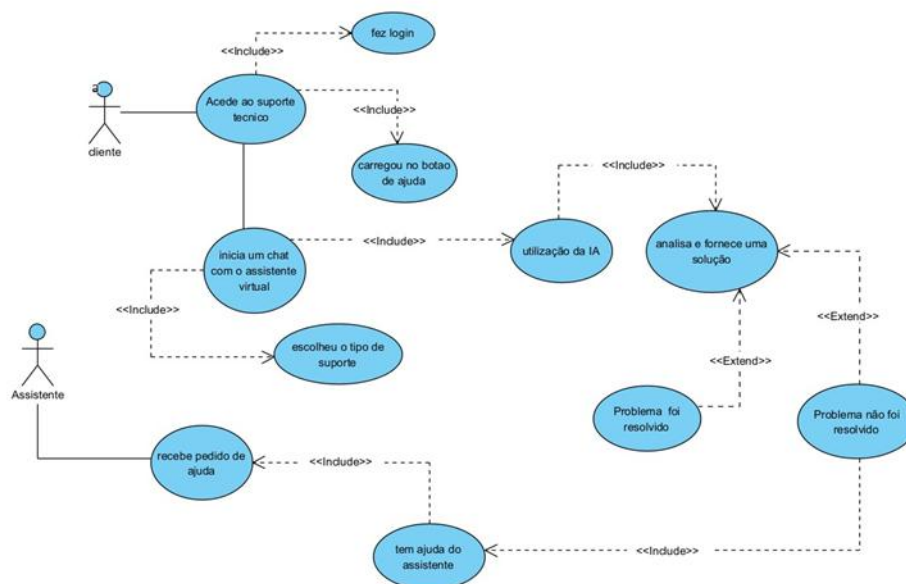 fez login
<<Include>>
a
Acede ao suporte
tecnico
<<Include>>
cliente
carregou no botao
de ajuda
<<Include>>
inicia um chat
com o assistente
virtual
<<Include>>
utilização da IA
analisa e fornece uma
solução
<<Include>>
<<Extend>>
escolheu o tipo de
suporte
<<Extend>>
Assistente
Problema foi
resolvido
Problema não foi
resolvido
recebe pedido de
ajuda
<<Include>>
tem ajuda do
assistente
<<Include>>